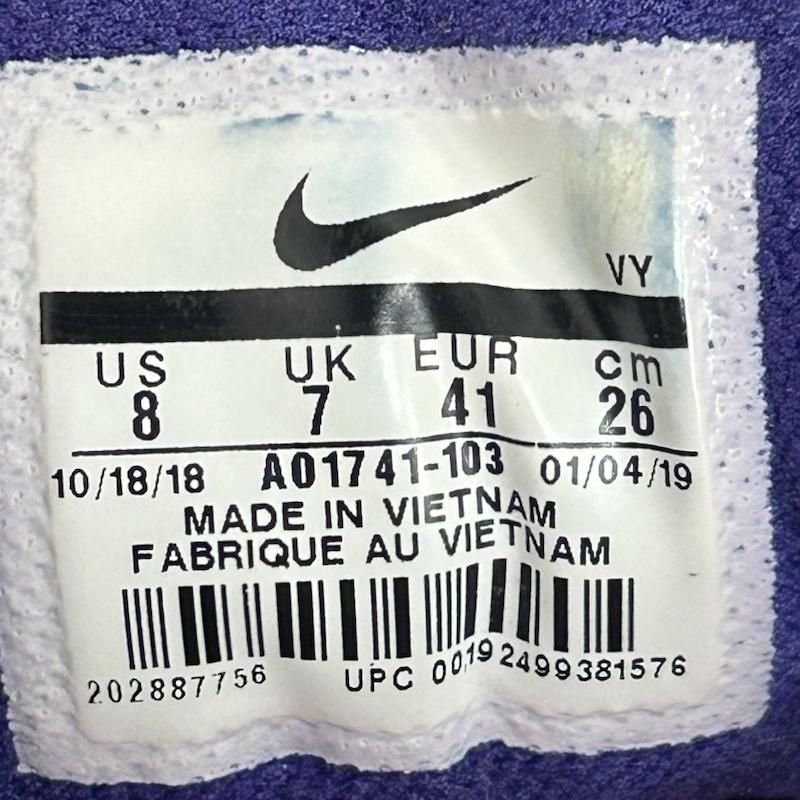 VY
US UK EUR cm
8 7 41 26
10/18/18 AO1741-103 01/04/19
MADE IN VIETNAM
FABRIQUE AU VIETNAM
202887756 UPC 00192499381576